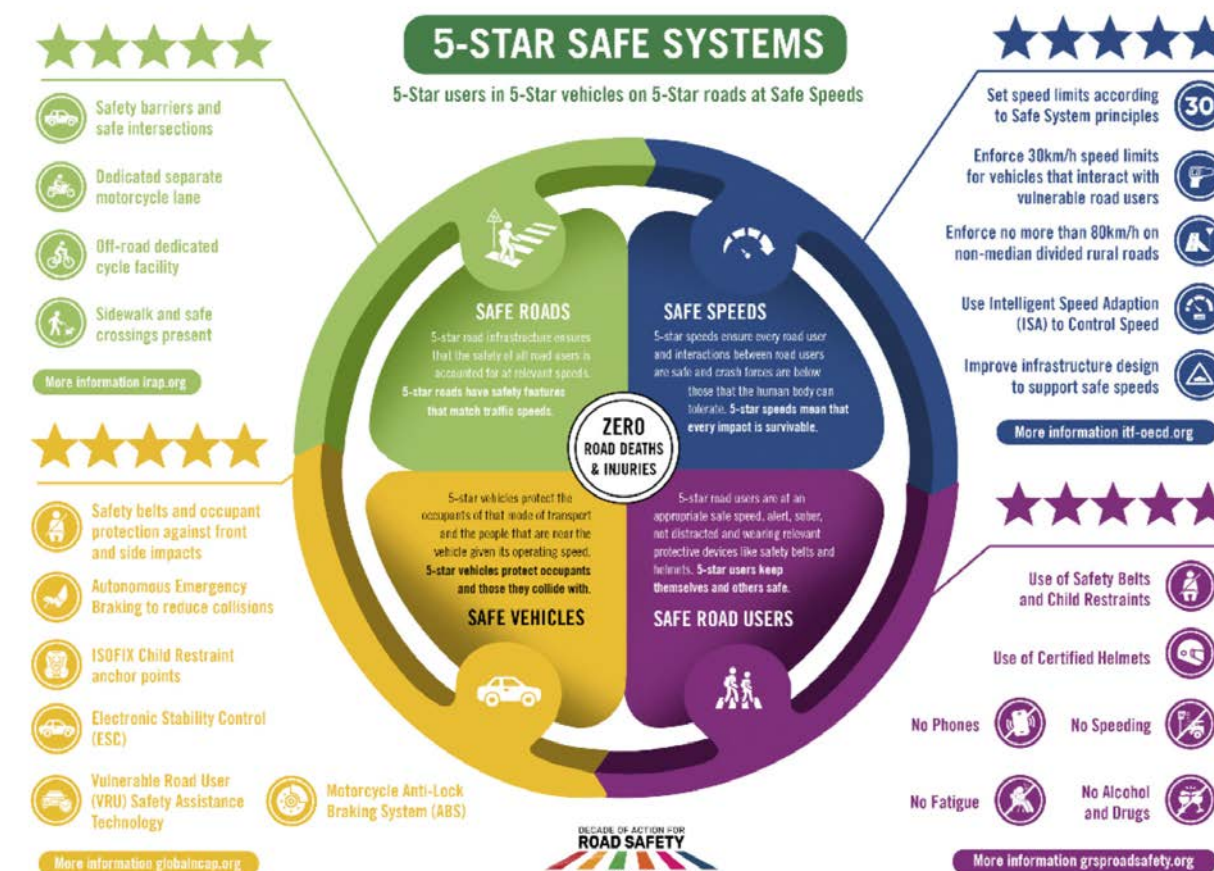 5-STAR SAFE SYSTEMS
5-Star users in 5-Star vehicles on 5-Star roads at Safe Speeds
Safety barriers and
safe intersections
Dedicated separate
motorcycle lane
Off-road dedicated
cycle facility
Sidewalk and safe
crossings present
More information irap.org
Set speed limits according
to Safe System principles
30
Enforce 30km/h speed limits
for vehicles that interact with
vulnerable road users
Enforce no more than 80km/h on
non-median divided rural roads
Use Intelligent Speed Adaption
(ISA) to Control Speed
Improve infrastructure design
to support safe speeds
More information itf-oecd.org
SAFE ROADS
5-star road infrastructure ensures
that the safety of all road users is
accounted for at relevant speeds.
5-star roads have safety features
that match traffic speeds.
SAFE SPEEDS
5-star speeds ensure every road user
and interactions between road users
are safe and crash forces are below
those that the human body can
tolerate. 5-star speeds mean that
every impact is survivable.
ZERO
ROAD DEATHS
& INJURIES
5-star vehicles protect the
occupants of that mode of transport
and the people that are near the
vehicle given its operating speed.
5-star vehicles protect occupants
and those they collide with.
SAFE VEHICLES
5-star road users are at an
appropriate safe speed, alert, sober,
not distracted and wearing relevant
protective devices like safety belts and
helmets. 5-star users keep
themselves and others safe.
SAFE ROAD USERS
Safety belts and occupant
protection against front
and side impacts
Autonomous Emergency
Braking to reduce collisions
ISOFIX Child Restraint
anchor points
Electronic Stability Control
(ESC)
Vulnerable Road User
(VRU) Safety Assistance
Technology
Motorcycle Anti-Lock
Braking System (ABS)
More information globalncap.org
Use of Safety Belts
and Child Restraints
Use of Certified Helmets
No Phones
No Speeding
No Fatigue
No Alcohol
and Drugs
More information grsproadsafety.org
DECADE OF ACTION FOR
ROAD SAFETY